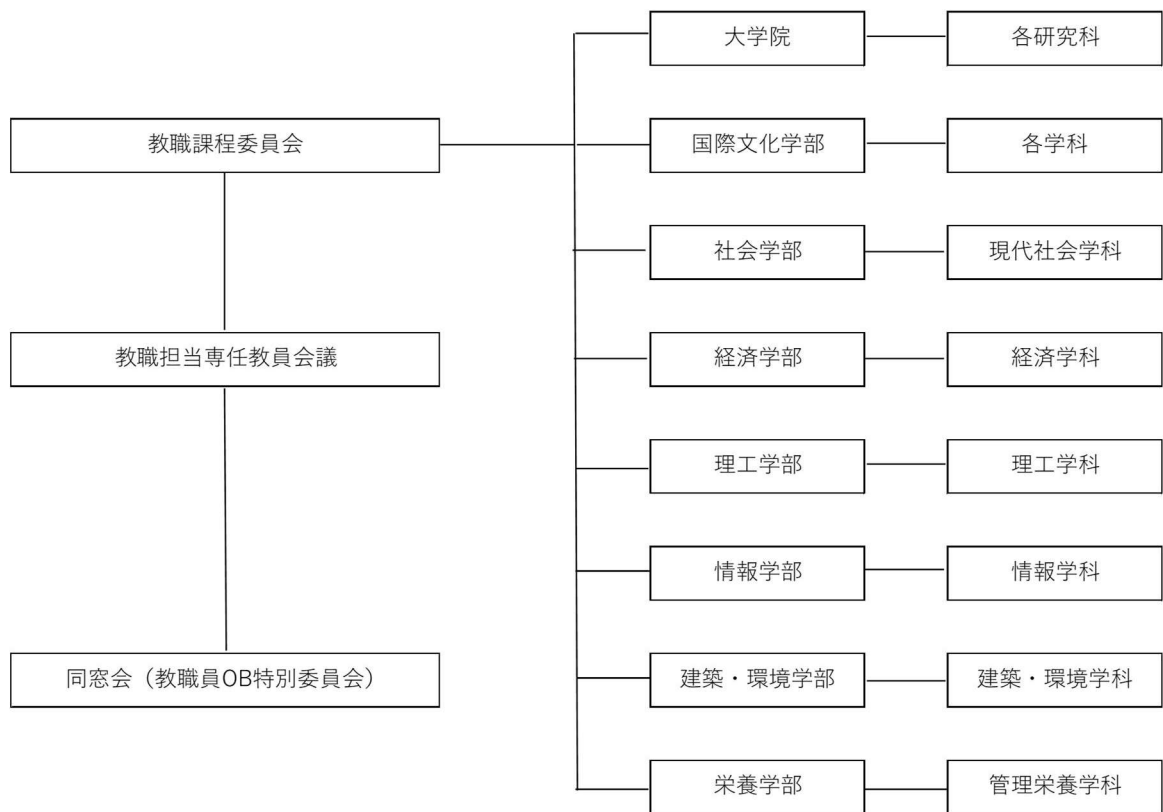 大学院
各研究科
教職課程委員会
国際文化学部
各学科
社会学部
現代社会学科
教職担当専任教員会議
経済学部
経済学科
理工学部
理工学科
情報学部
情報学科
同窓会（教職員OB特別委員会）
建築・環境学部
建築・環境学科
栄養学部
管理栄養学科